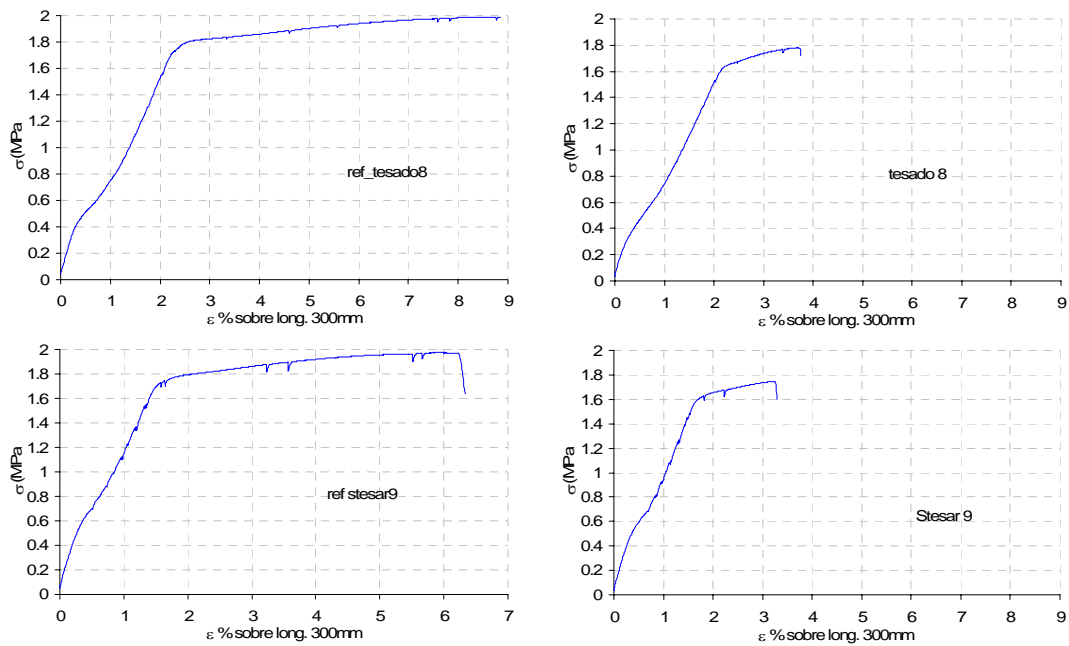 2
1.8
1.6
1.4
1.2
1
0.8
0.6
0.4
0.2
0
σ (MPa
ref_tesado8
0 1 2 3 4 5 6 7 8 9
ε % sobre long. 300mm
2
1.8
1.6
1.4
1.2
1
0.8
0.6
0.4
0.2
0
σ (MPa
tesado 8
0 1 2 3 4 5 6 7 8 9
ε % sobre long. 300mm
2
1.8
1.6
1.4
1.2
1
0.8
0.6
0.4
0.2
0
σ (MPa
ref stesar9
0 1 2 3 4 5 6 7
ε % sobre long. 300mm
2
1.8
1.6
1.4
1.2
1
0.8
0.6
0.4
0.2
0
σ (MPa
Stesar 9
0 1 2 3 4 5 6 7 8 9
ε % sobre long. 300mm